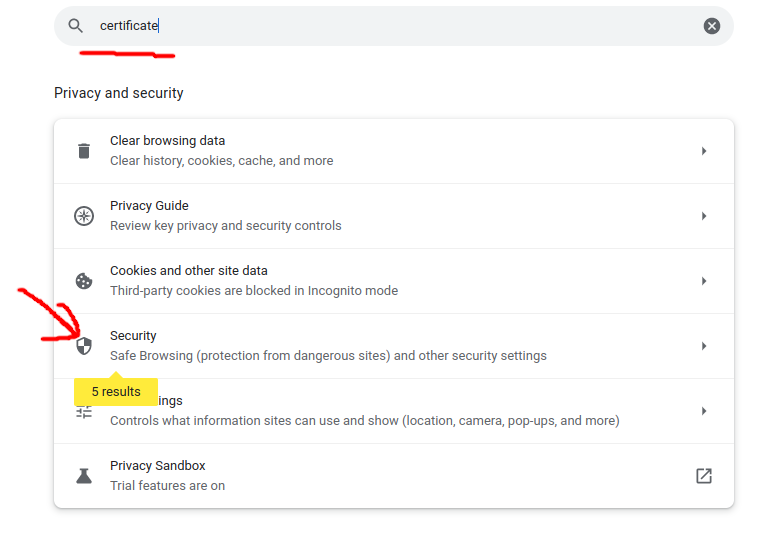 certificate
Privacy and security
Clear browsing data
Clear history, cookies, cache, and more
Privacy Guide
Review key privacy and security controls
Cookies and other site data
Third-party cookies are blocked in Incognito mode
Security
Safe Browsing (protection from dangerous sites) and other security settings
5 results
ings
Controls what information sites can use and show (location, camera, pop-ups, and more)
Privacy Sandbox
Trial features are on